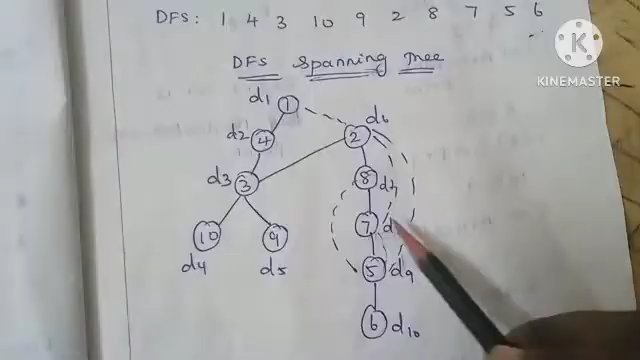 DFS: 1 4 3 10 9 2 8 7 5 6
K
KINEMASTER
DFS Spanning Tree
d1 1
d6
d2 4 2
d3 3 8 d7
10 9 7 d
d4 d5 5 d9
6 d10